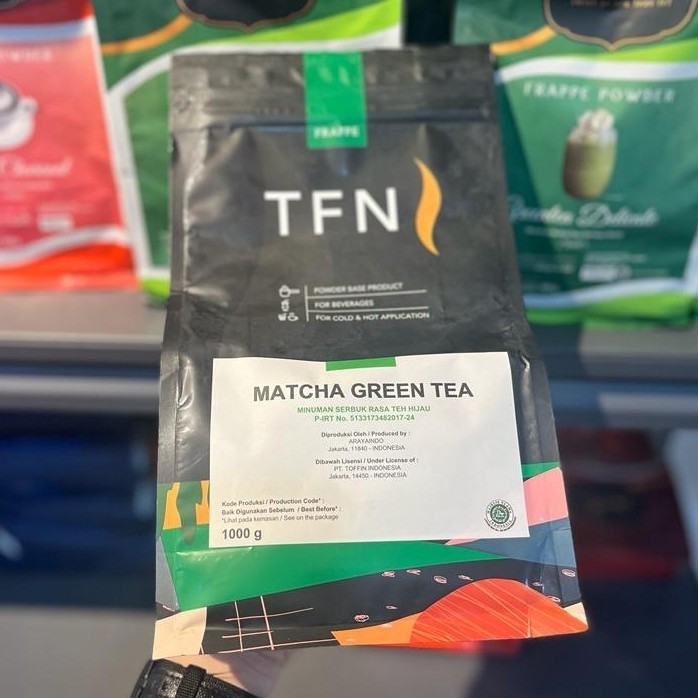 FRAPPE
TFN
POWDER BASE PRODUCT
FOR BEVERAGES
FOR COLD & HOT APPLICATION
MATCHA GREEN TEA
MINUMAN SERBUK RASA TEH HIJAU
P-IRT No. 5133173482017-24
Diproduksi Oleh / Produced by :
ARAYAINDO
Jakarta, 11840 - INDONESIA
Dibawah Lisensi / Under License of :
PT. TOFFIN INDONESIA
Jakarta, 14450 - INDONESIA
Kode Produksi / Production Code* :
Baik Digunakan Sebelum / Best Before* :
*Lihat pada kemasan / See on the package
1000 g
FRAPPE POWDER